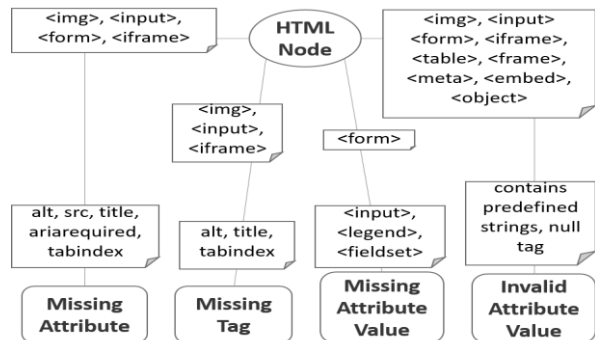 <img>, <input>,
<form>, <iframe>
HTML
Node
<img>, <input>
<form>, <iframe>,
<table>, <frame>,
<meta>, <embed>,
<object>
<img>,
<input>,
<iframe>
<form>
alt, src, title,
ariarequired,
tabindex
alt, title,
tabindex
<input>,
<legend>,
<fieldset>
contains
predefined
strings, null
tag
Missing
Attribute
Missing
Tag
Missing
Attribute
Value
Invalid
Attribute
Value